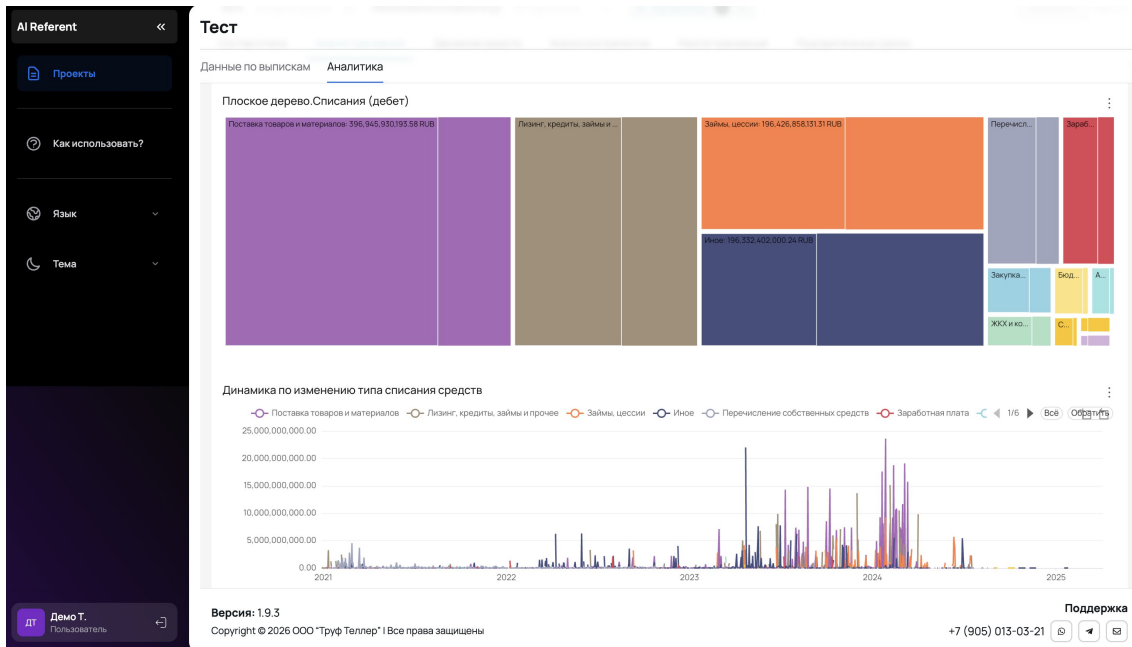 AI Referent
Проекты
Как использовать?
Язык
Тема
ДТ
Демо Т.
Пользователь
Тест
Данные по выпискам Аналитика
Плоское дерево.Списания (дебет)
Поставка товаров и материалов: 396,945,930,193.58 RUB
Лизинг, кредиты, займы и ...
Займы, цессии: 196,426,858,131.31 RUB
Перечисл...
Зараб...
Иное: 196,332,402,000.24 RUB
Закупка...
Бюд...
А...
ЖКХ и ко...
С...
Динамика по изменению типа списания средств
Поставка товаров и материалов Лизинг, кредиты, займы и прочее Займы, цессии Иное Перечисление собственных средств Заработная плата 1/6 Всё Обратить
25,000,000,000.00
20,000,000,000.00
15,000,000,000.00
10,000,000,000.00
5,000,000,000.00
0.00
2021 2022 2023 2024 2025
Версия: 1.9.3
Copyright © 2026 ООО "Труф Теллер" | Все права защищены
Поддержка
+7 (905) 013-03-21